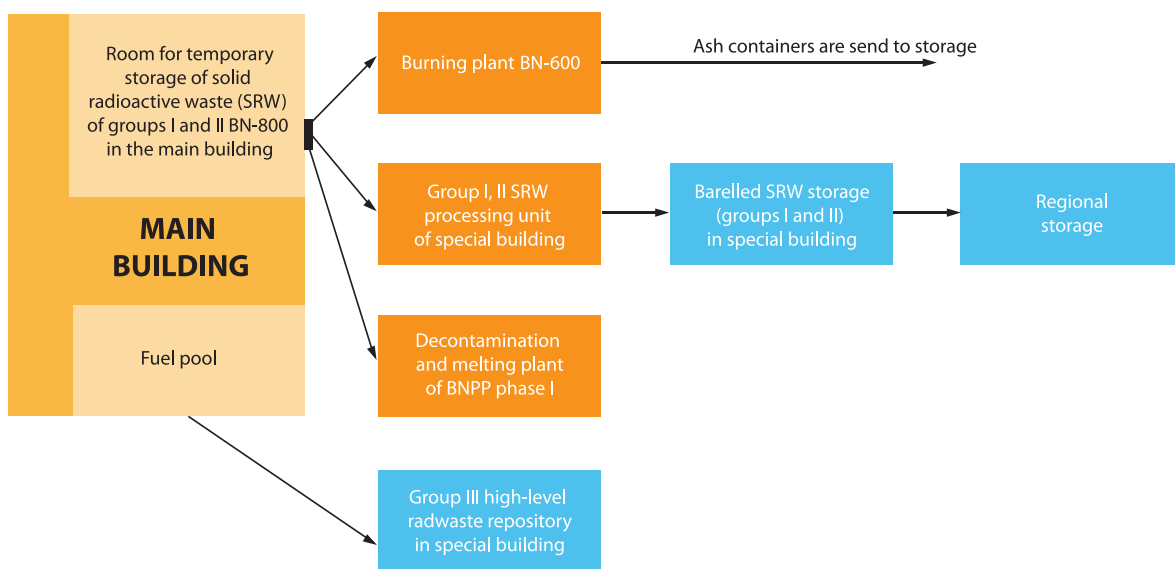 Room for temporary
storage of solid
radioactive waste (SRW)
of groups I and II BN-800
in the main building
MAIN
BUILDING
Fuel pool
Burning plant BN-600
Ash containers are send to storage
Group I, II SRW
processing unit
of special building
Barelled SRW storage
(groups I and II)
in special building
Regional
storage
Decontamination
and melting plant
of BNPP phase I
Group III high-level
radwaste repository
in special building